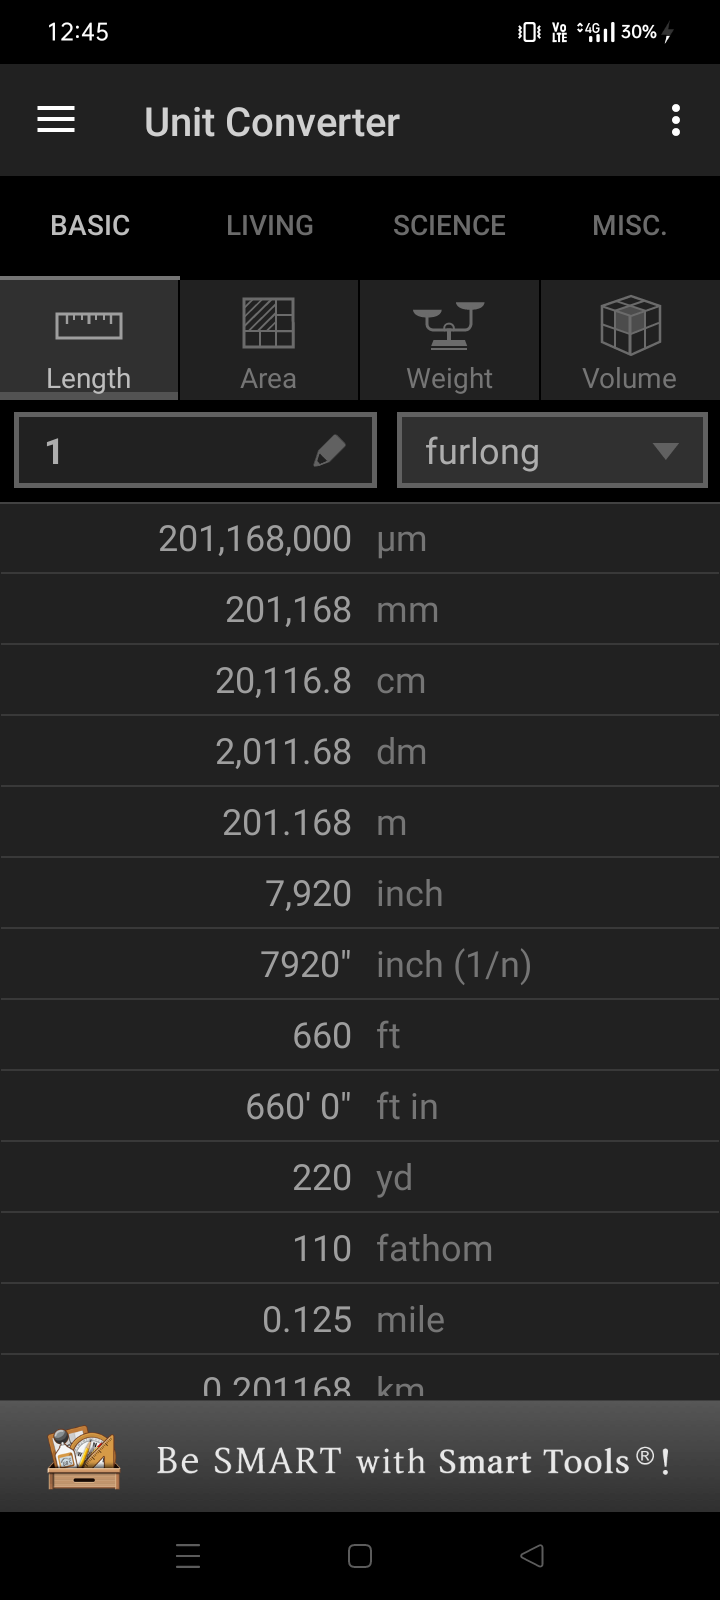 12:45 Vo LTE 4G 30%
Unit Converter
BASIC LIVING SCIENCE MISC.
Length Area Weight Volume
1 furlong
201,168,000 µm
201,168 mm
20,116.8 cm
2,011.68 dm
201.168 m
7,920 inch
7920" inch (1/n)
660 ft
660' 0" ft in
220 yd
110 fathom
0.125 mile
0.201168 km
Be SMART with Smart Tools®!